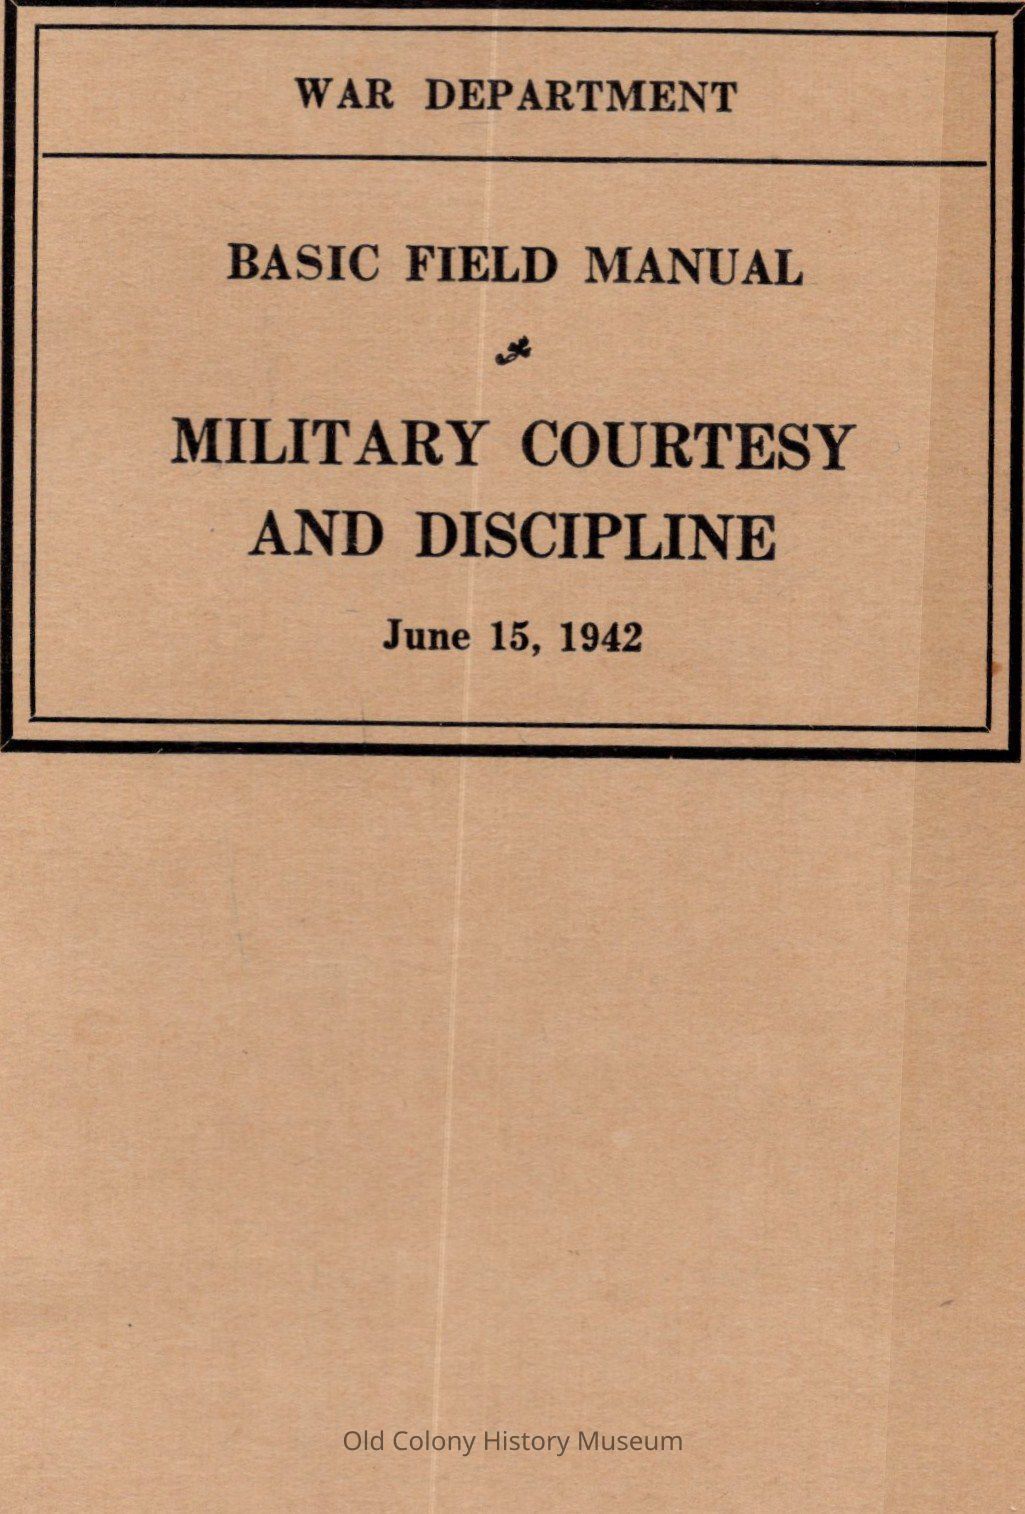 WAR DEPARTMENT
BASIC FIELD MANUAL
MILITARY COURTESY
AND DISCIPLINE
June 15, 1942
Old Colony History Museum